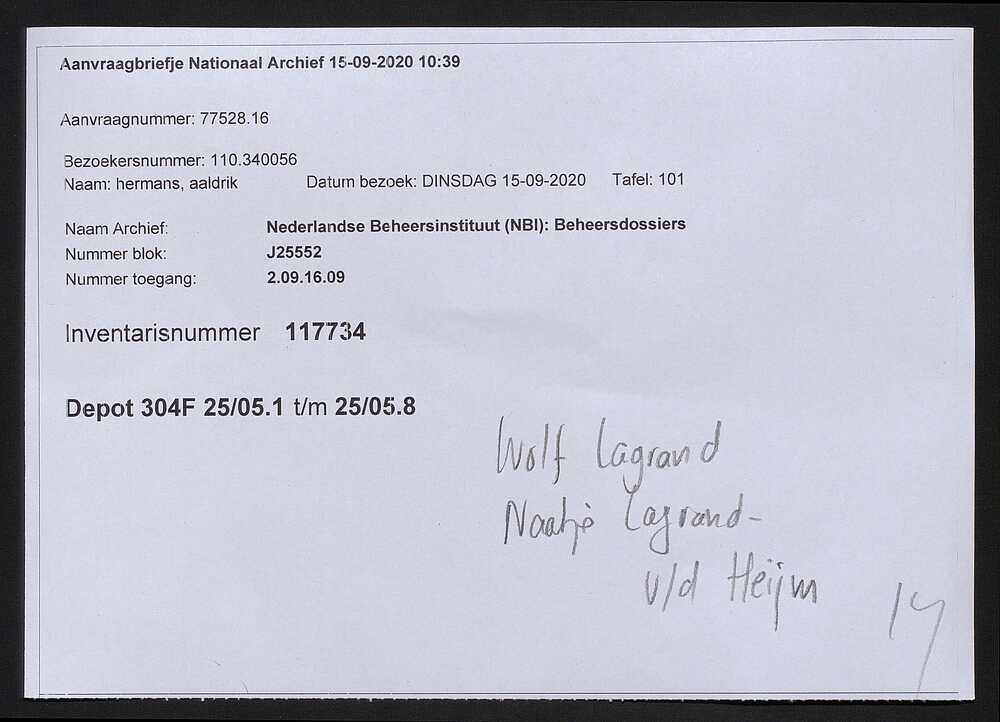 Aanvraagbriefje Nationaal Archief 15-09-2020 10:39
Aanvraagnummer: 77528.16
Bezoekersnummer: 110.340056
Naam: hermans, aaldrik Datum bezoek: DINSDAG 15-09-2020 Tafel: 101
Naam Archief: Nederlandse Beheersinstituut (NBI): Beheersdossiers
Nummer blok: J25552
Nummer toegang: 2.09.16.09
Inventarisnummer 117734
Depot 304F 25/05.1 t/m 25/05.8
Wolf Lagrand
Naatje Lagrand-
v/d Heijm
14